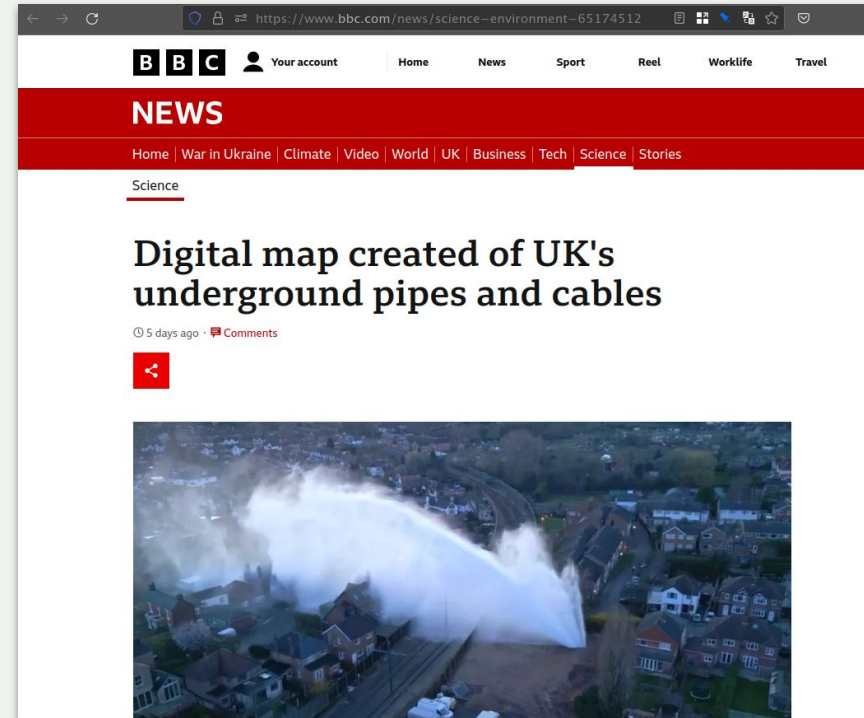 https://www.bbc.com/news/science-environment-65174512
BBC Your account Home News Sport Reel Worklife Travel
NEWS
Home War in Ukraine Climate Video World UK Business Tech Science Stories
Science
Digital map created of UK's
underground pipes and cables
5 days ago · Comments